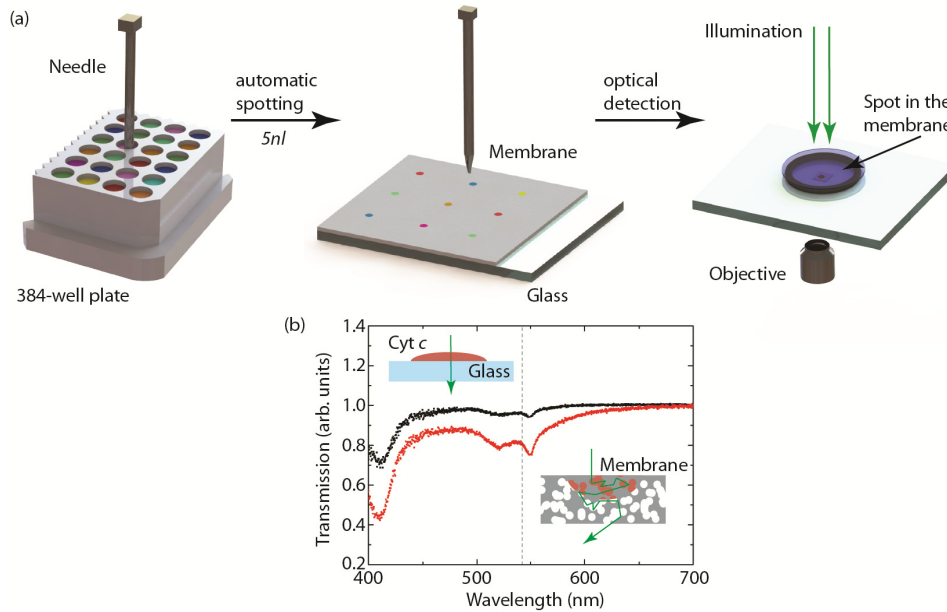 (a)
Needle
automatic
spotting
5nl
384-well plate
Membrane
Glass
optical
detection
Illumination
Spot in the
membrane
Objective
(b)
Transmission (arb. units)
1.4
1.2
1.0
0.8
0.6
0.4
0.2
Cyt c
Glass
Membrane
400 500 600 700
Wavelength (nm)